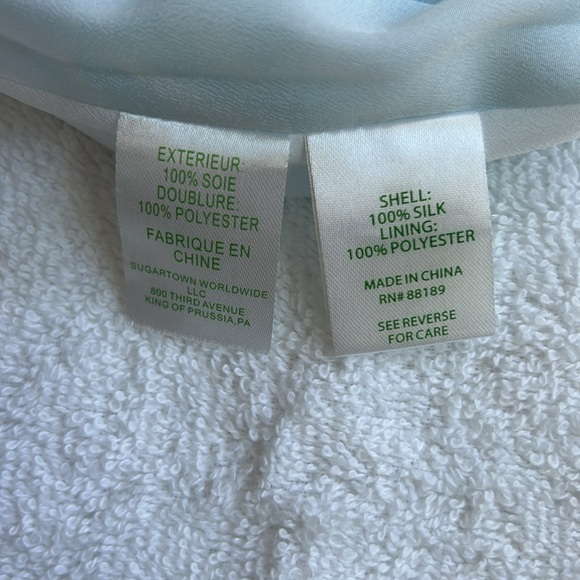 EXTERIEUR:
100% SOIE
DOUBLURE:
100% POLYESTER
FABRIQUE EN
CHINE
SUGARTOWN WORLDWIDE
LLC
800 THIRD AVENUE
KING OF PRUSSIA,PA
SHELL:
100% SILK
LINING:
100% POLYESTER
MADE IN CHINA
RN# 88189
SEE REVERSE
FOR CARE